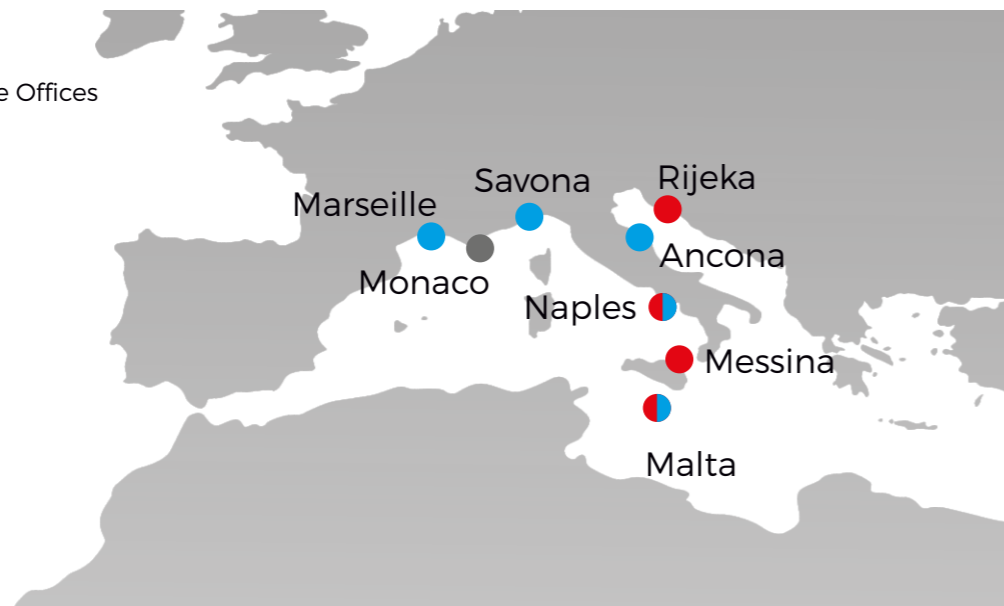 e Offices
Savona
Rijeka
Marseille
Ancona
Monaco
Naples
Messina
Malta